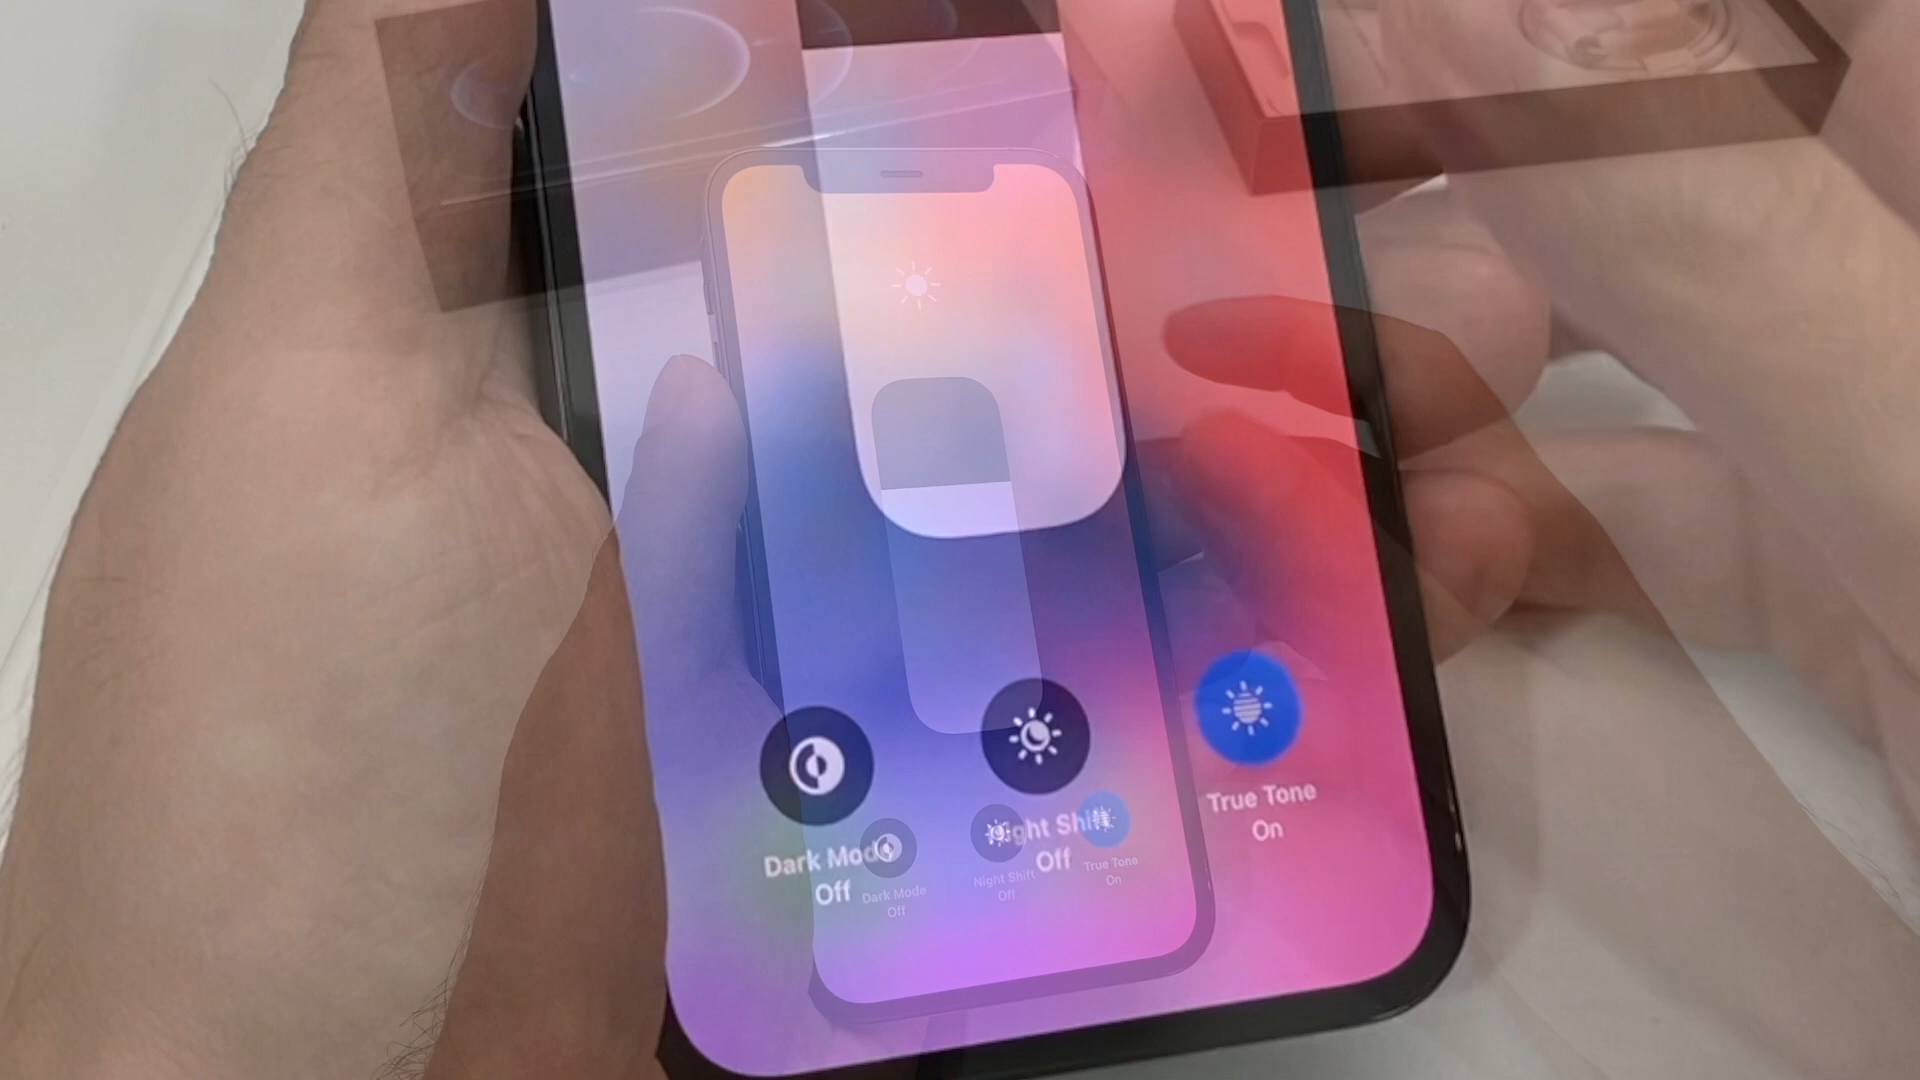 Dark Mode
Off
Night Shift
Off
True Tone
On
Dark Mode
Off
Night Shift
Off
True Tone
On